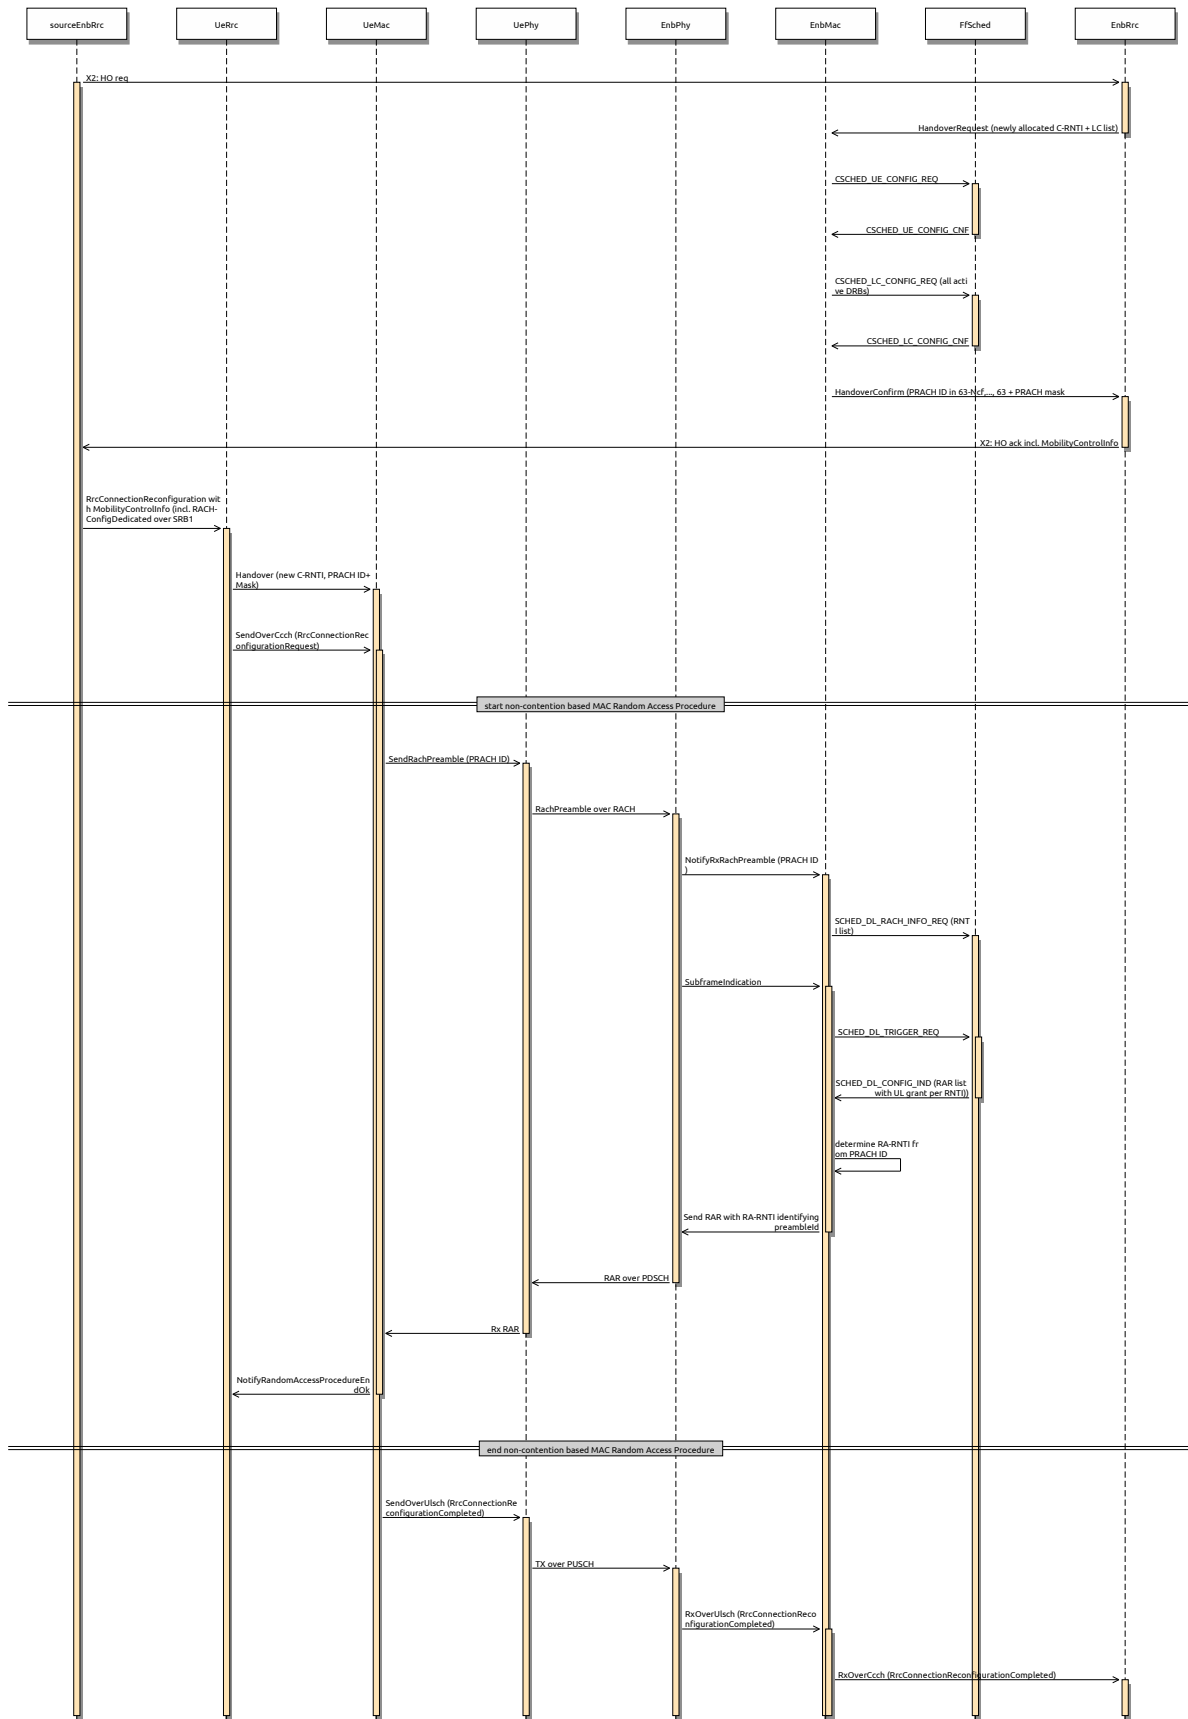 sourceEnbRrc
UeRrc
UeMac
UePhy
EnbPhy
EnbMac
FfSched
EnbRrc
X2: HO req
HandoverRequest (newly allocated C-RNTI + LC list)
CSCHED_UE_CONFIG_REQ
CSCHED_UE_CONFIG_CNF
CSCHED_LC_CONFIG_REQ (all acti
ve DRBs)
CSCHED_LC_CONFIG_CNF
HandoverConfirm (PRACH ID in 63-Ncf,..., 63 + PRACH mask
X2: HO ack incl. MobilityControlInfo
RrcConnectionReconfiguration wit
h MobilityControlInfo (incl. RACH-
ConfigDedicated over SRB1
Handover (new C-RNTI, PRACH ID+
Mask)
SendOverCcch (RrcConnectionRec
onfigurationRequest)
start non-contention based MAC Random Access Procedure
SendRachPreamble (PRACH ID)
RachPreamble over RACH
NotifyRxRachPreamble (PRACH ID
)
SCHED_DL_RACH_INFO_REQ (RNT
I list)
SubframeIndication
SCHED_DL_TRIGGER_REQ
SCHED_DL_CONFIG_IND (RAR list
with UL grant per RNTI))
determine RA-RNTI fr
om PRACH ID
Send RAR with RA-RNTI identifying
preambleId
RAR over PDSCH
Rx RAR
NotifyRandomAccessProcedureEn
dOk
end non-contention based MAC Random Access Procedure
SendOverUlsch (RrcConnectionRe
configurationCompleted)
TX over PUSCH
RxOverUlsch (RrcConnectionReco
nfigurationCompleted)
RxOverCcch (RrcConnectionReconfigurationCompleted)